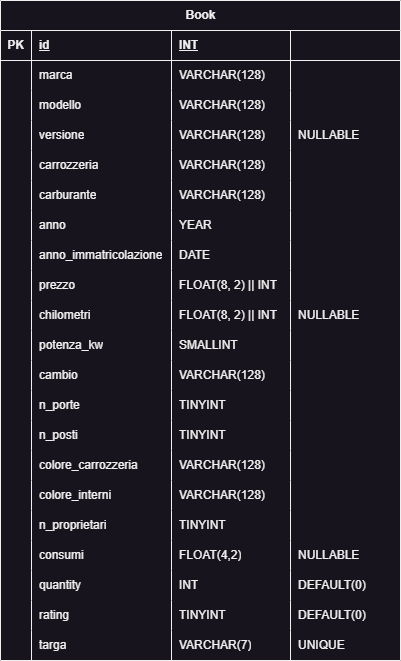 Book
PK id INT
marca VARCHAR(128)
modello VARCHAR(128)
versione VARCHAR(128) NULLABLE
carrozzeria VARCHAR(128)
carburante VARCHAR(128)
anno YEAR
anno_immatricolazione DATE
prezzo FLOAT(8, 2) || INT
chilometri FLOAT(8, 2) || INT NULLABLE
potenza_kw SMALLINT
cambio VARCHAR(128)
n_porte TINYINT
n_posti TINYINT
colore_carrozzeria VARCHAR(128)
colore_interni VARCHAR(128)
n_proprietari TINYINT
consumi FLOAT(4,2) NULLABLE
quantity INT DEFAULT(0)
rating TINYINT DEFAULT(0)
targa VARCHAR(7) UNIQUE